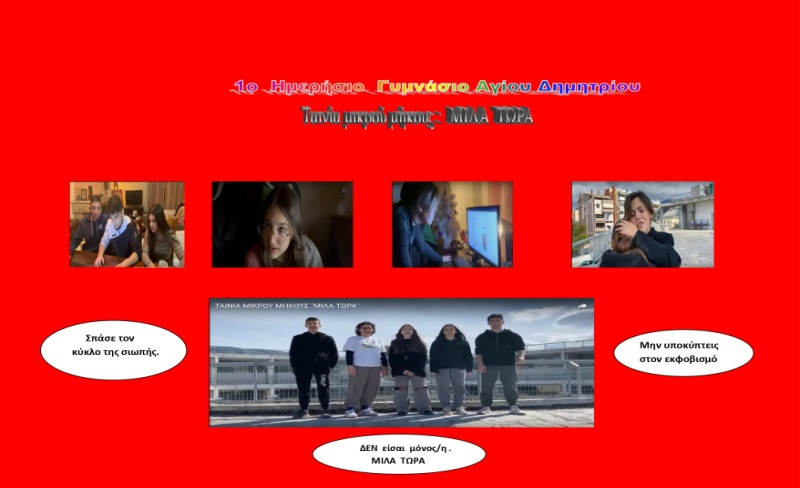 1ο Ημερήσιο Γυμνάσιο Αγίου Δημητρίου
Ταινία μικρού μήκους : ΜΙΛΑ ΤΩΡΑ
ΤΑΙΝΙΑ ΜΙΚΡΟΥ ΜΗΚΟΥΣ "ΜΙΛΑ ΤΩΡΑ"
Σπάσε τον
κύκλο της σιωπής.
Μην υποκύπτεις
στον εκφοβισμό
ΔΕΝ είσαι μόνος/η .
ΜΙΛΑ ΤΩΡΑ